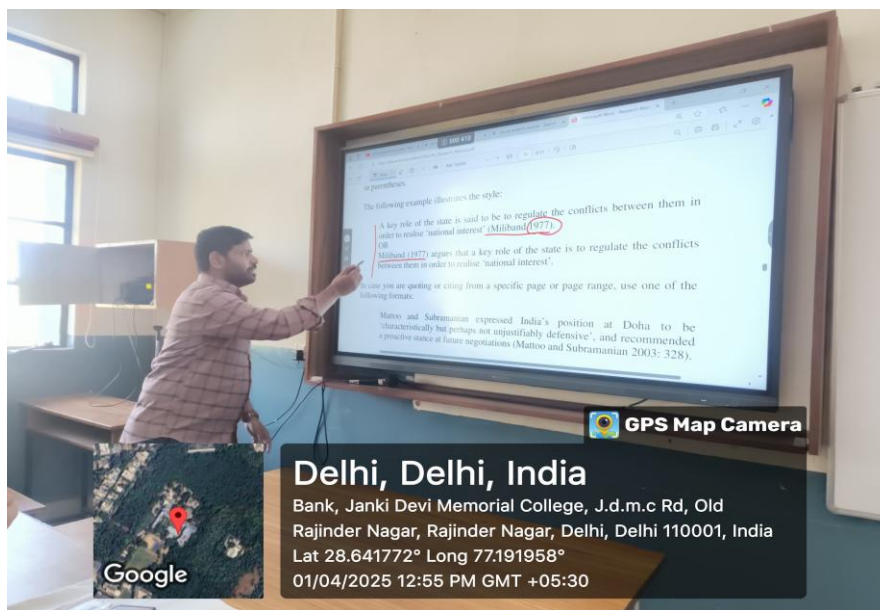 in parentheses.
The following example illustrates the style:
A key role of the state is said to be to regulate the conflicts between them in
order to realise 'national interest' (Miliband 1977).
OR
Miliband (1977) argues that a key role of the state is to regulate the conflicts
between them in order to realise 'national interest'.
In case you are quoting or citing from a specific page or page range, use one of the
following formats:
Mattoo and Subramanian expressed India's position at Doha to be
'characteristically but perhaps not unjustifiably defensive', and recommended
a proactive stance at future negotiations (Mattoo and Subramanian 2003: 328).
GPS Map Camera
Google
Delhi, Delhi, India
Bank, Janki Devi Memorial College, J.d.m.c Rd, Old
Rajinder Nagar, Rajinder Nagar, Delhi, Delhi 110001, India
Lat 28.641772° Long 77.191958°
01/04/2025 12:55 PM GMT +05:30